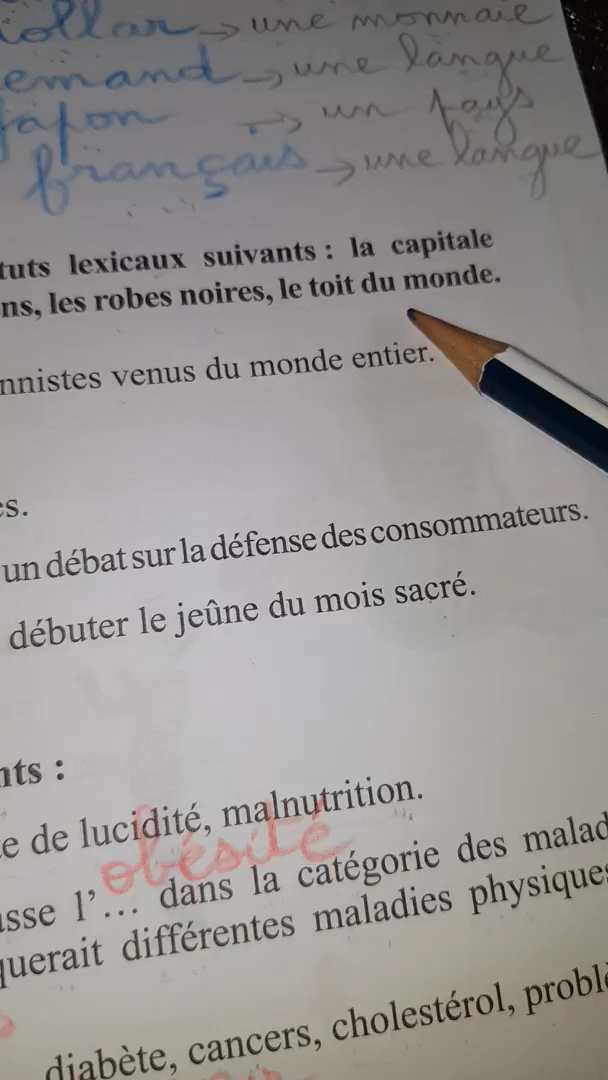 dollar → une monnaie
emand → une langue
Japon → un pays
français → une langue
tuts lexicaux suivants : la capitale
ns, les robes noires, le toit du monde.
nnistes venus du monde entier.
es.
un débat sur la défense des consommateurs.
débuter le jeûne du mois sacré.
nts :
e de lucidité, malnutrition.
obésité
asse l'... dans la catégorie des malad
querait différentes maladies physiques
diabète, cancers, cholestérol, problè